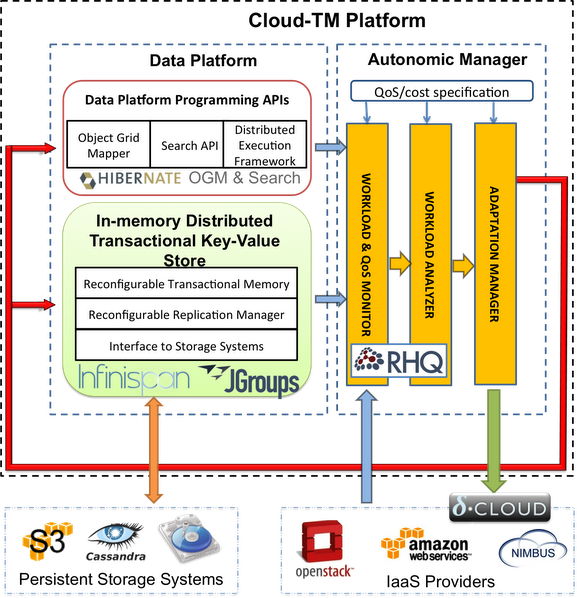 Cloud-TM Platform
Data Platform
Data Platform Programming APIs
Object Grid
Mapper
Search API
Distributed
Execution
Framework
HIBERNATE OGM & Search
In-memory Distributed
Transactional Key-Value
Store
Reconfigurable Transactional Memory
Reconfigurable Replication Manager
Interface to Storage Systems
Infinispan
JGroups
Autonomic Manager
QoS/cost specification
WORKLOAD & QoS MONITOR
WORKLOAD ANALYZER
ADAPTATION MANAGER
RHQ
S3
Cassandra
Persistent Storage Systems
δ-CLOUD
openstack™
amazon
web services™
NIMBUS
IaaS Providers